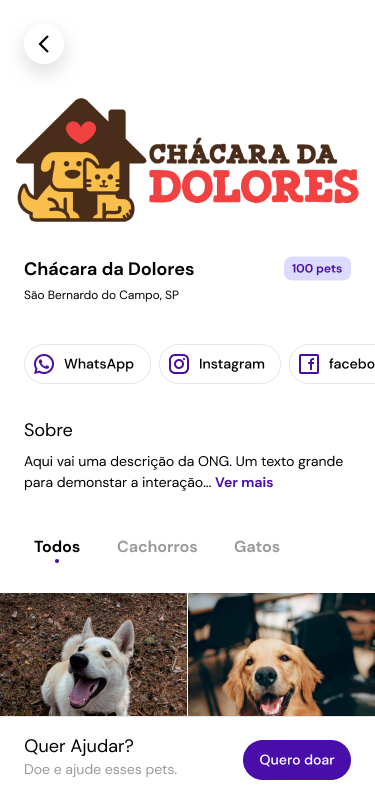 CHÁCARA DA
DOLORES
Chácara da Dolores
100 pets
São Bernardo do Campo, SP
WhatsApp
Instagram
facebo
Sobre
Aqui vai uma descrição da ONG. Um texto grande
para demonstar a interação... Ver mais
Todos
Cachorros
Gatos
Quer Ajudar?
Doe e ajude esses pets.
Quero doar